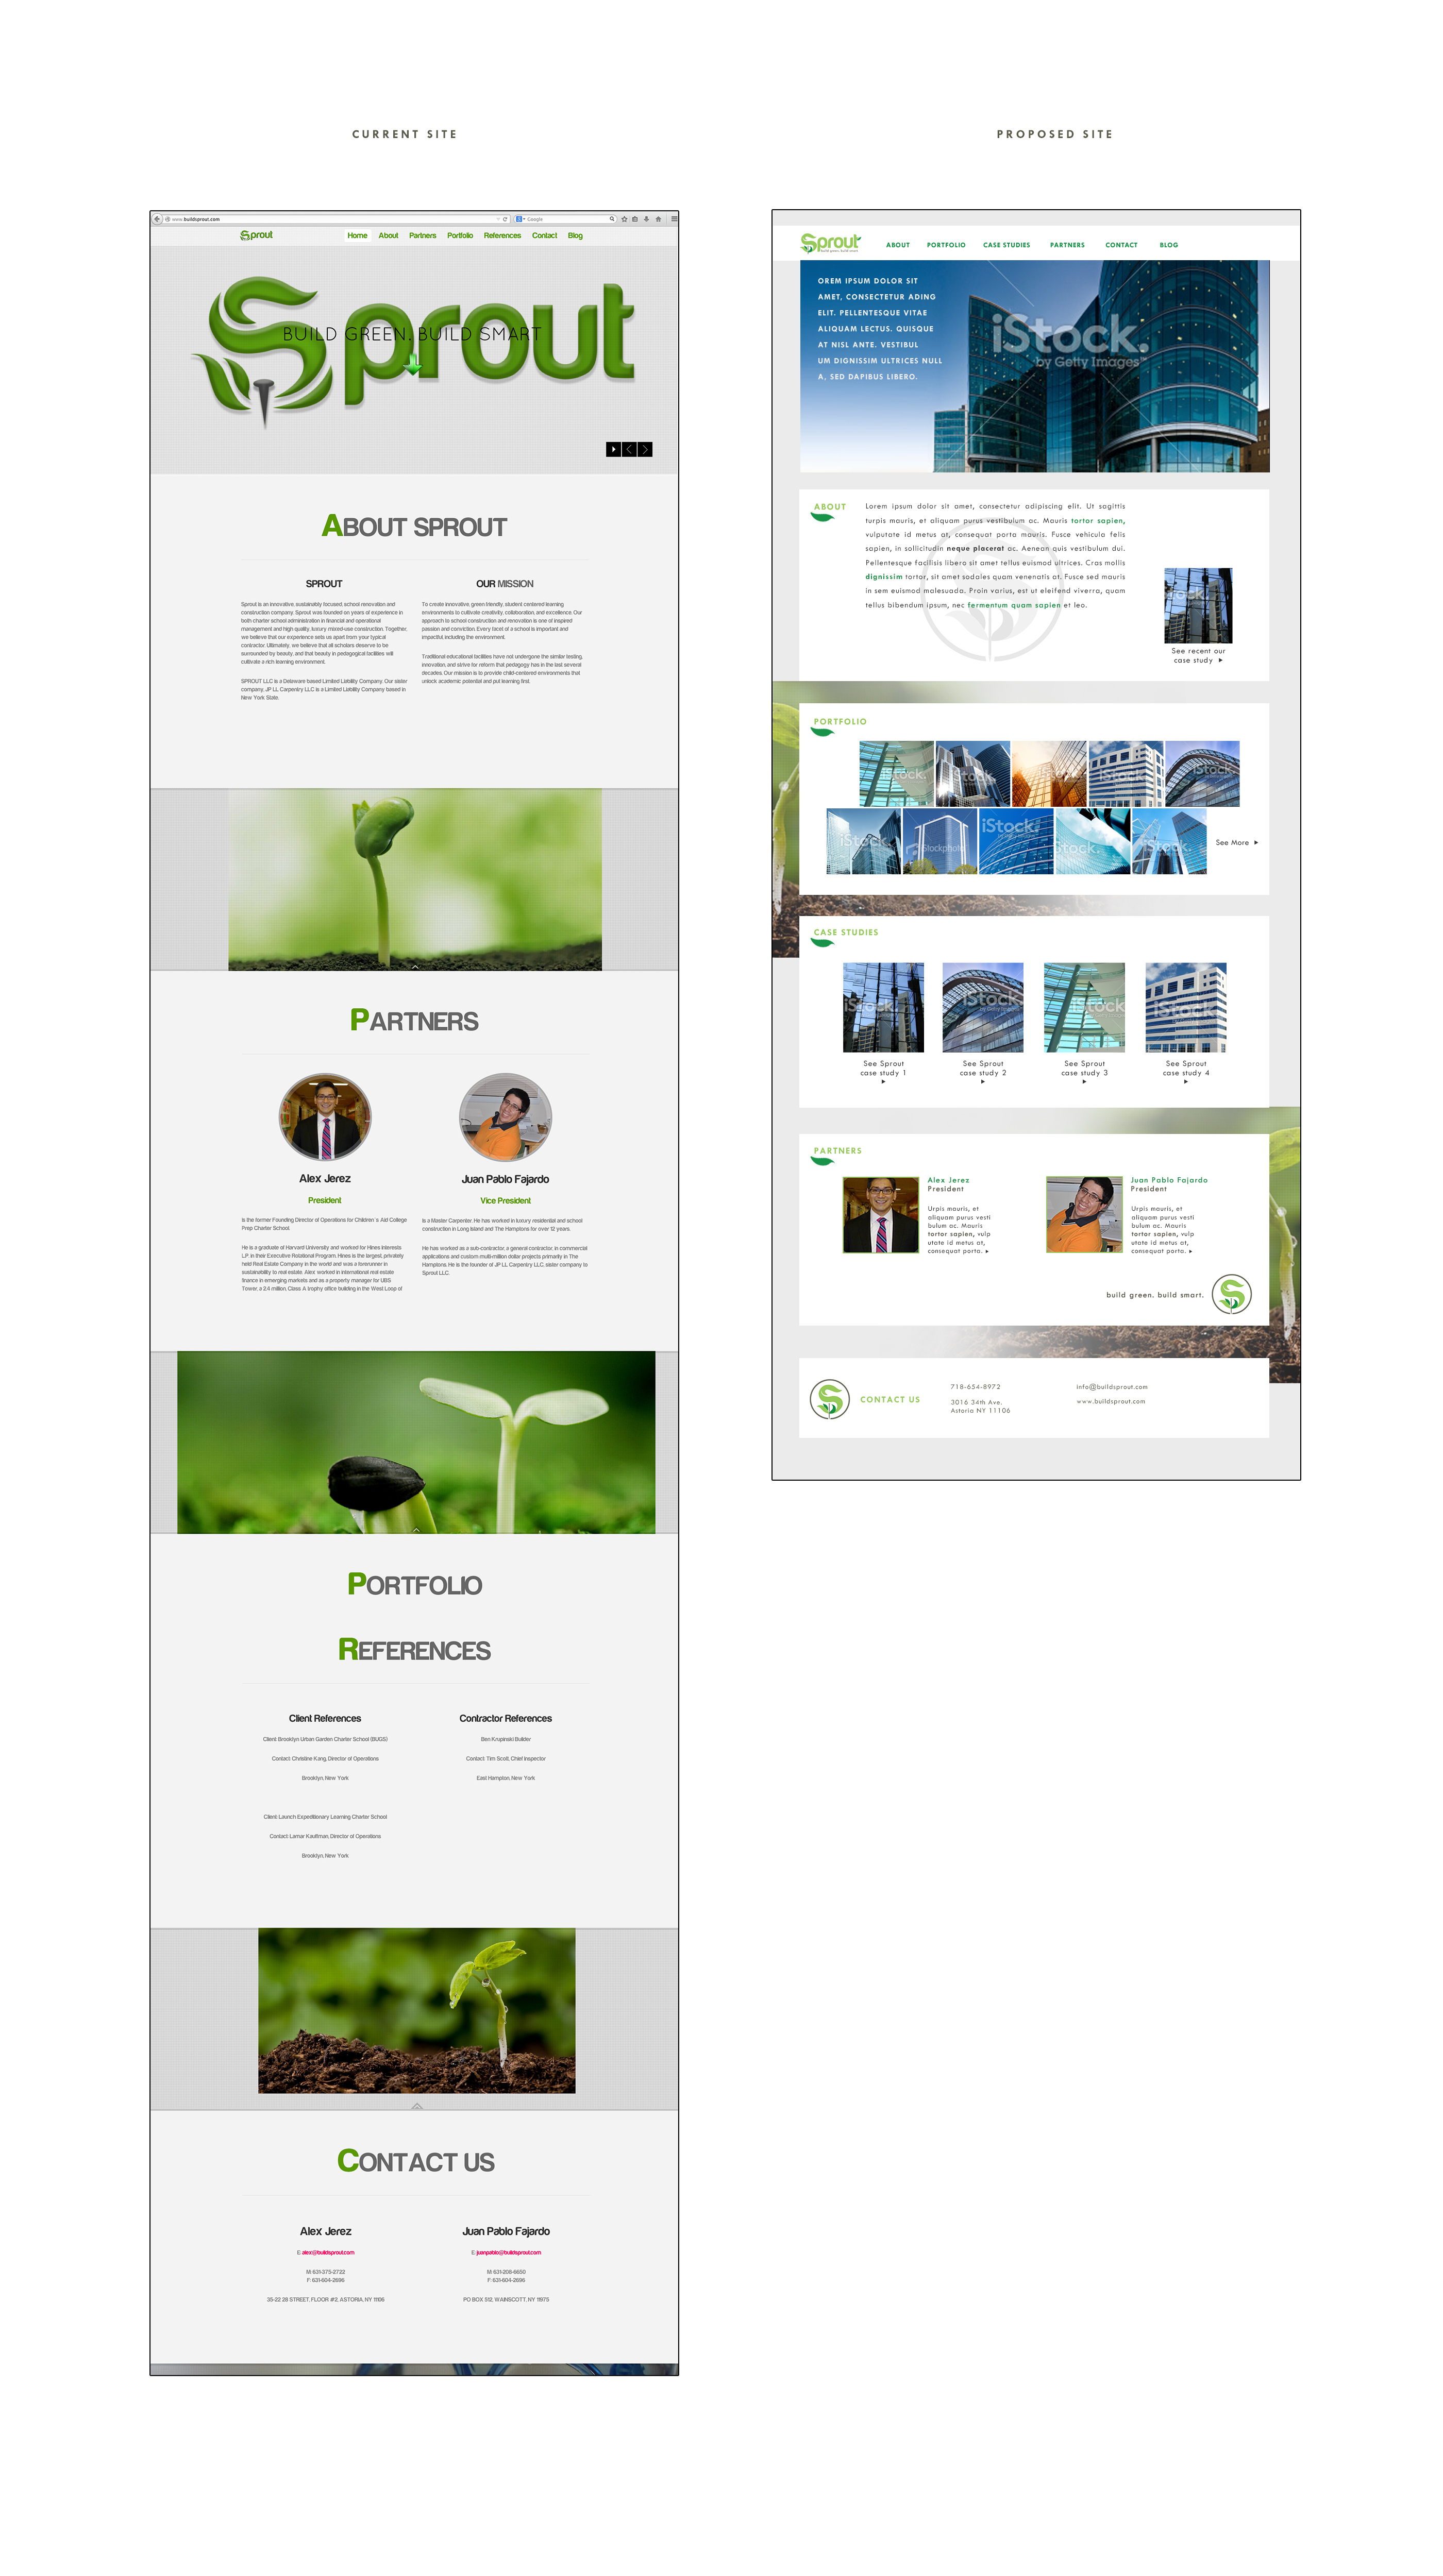 CURRENT SITE
www.buildsprout.com
Google
Sprout
Home About Partners Portfolio References Contact Blog
Sprout
BUILD GREEN. BUILD SMART
ABOUT SPROUT
SPROUT
Sprout is an innovative, sustainably focused, school renovation and
construction company. Sprout was founded on years of experience in
both charter school administration in financial and operational
management and high quality, luxury mixed-use construction. Together,
we believe that our experience sets us apart from your typical
contractor. Ultimately, we believe that all scholars deserve to be
surrounded by beauty, and that beauty in pedagogical facilities will
cultivate a rich learning environment.
SPROUT LLC is a Delaware based Limited Liability Company. Our sister
company, JP LL Carpentry LLC is a Limited Liability Company based in
New York State.
OUR MISSION
To create innovative, green friendly, student centered learning
environments to cultivate creativity, collaboration, and excellence. Our
approach to school construction and renovation is one of inspired
passion and conviction. Every facet of a school is important and
impactful, including the environment.
Traditional educational facilities have not undergone the similar testing,
innovation, and strive for reform that pedagogy has in the last several
decades. Our mission is to provide child-centered environments that
unlock academic potential and put learning first.
PARTNERS
Alex Jerez
President
Is the former Founding Director of Operations for Children´s Aid College
Prep Charter School.
He is a graduate of Harvard University and worked for Hines Interests
L.P. in their Executive Rotational Program. Hines is the largest, privately
held Real Estate Company in the world and was a forerunner in
sustainability to real estate. Alex worked in international real estate
finance in emerging markets and as a property manager for UBS
Tower, a 2.4 million, Class A trophy office building in the West Loop of
Juan Pablo Fajardo
Vice President
Is a Master Carpenter. He has worked in luxury residential and school
construction in Long Island and The Hamptons for over 12 years.
He has worked as a sub-contractor, a general contractor, in commercial
applications and custom multi-million dollar projects primarily in The
Hamptons. He is the founder of JP LL Carpentry LLC, sister company to
Sprout LLC.
PORTFOLIO
REFERENCES
Client References
Client: Brooklyn Urban Garden Charter School (BUGS)
Contact: Christine Kang, Director of Operations
Brooklyn, New York
Client: Launch Expeditionary Learning Charter School
Contact: Lamar Kauffman, Director of Operations
Brooklyn, New York
Contractor References
Ben Krupinski Builder
Contact: Tim Scott, Chief Inspector
East Hampton, New York
CONTACT US
Alex Jerez
E: alex@buildsprout.com
M: 631-375-2722
F: 631-604-2696
35-22 28 STREET, FLOOR #2, ASTORIA, NY 11106
Juan Pablo Fajardo
E: juanpablo@buildsprout.com
M: 631-208-6650
F: 631-604-2696
PO BOX 512, WAINSCOTT, NY 11975
PROPOSED SITE
Sprout
build green. build smart.
ABOUT PORTFOLIO CASE STUDIES PARTNERS CONTACT BLOG
OREM IPSUM DOLOR SIT
AMET, CONSECTETUR ADING
ELIT. PELLENTESQUE VITAE
ALIQUAM LECTUS. QUISQUE
AT NISL ANTE. VESTIBUL
UM DIGNISSIM ULTRICES NULL
A, SED DAPIBUS LIBERO.
iStock.
by Getty Images™
ABOUT
Lorem ipsum dolor sit amet, consectetur adipiscing elit. Ut sagittis
turpis mauris, et aliquam purus vestibulum ac. Mauris tortor sapien,
vulputate id metus at, consequat porta mauris. Fusce vehicula felis
sapien, in sollicitudin neque placerat ac. Aenean quis vestibulum dui.
Pellentesque facilisis libero sit amet tellus euismod ultrices. Cras mollis
dignissim tortor, sit amet sodales quam venenatis at. Fusce sed mauris
in sem euismod malesuada. Proin varius, est ut eleifend viverra, quam
tellus bibendum ipsum, nec fermentum quam sapien et leo.
See recent our
case study
PORTFOLIO
iStock.
iStock.
iStock.
iStock.
iStock.
iStock.
iStockphoto
iStock.
iStock.
iStock.
See More
CASE STUDIES
iStock.
iStock.
by Getty Images
iStock.
iStock.
See Sprout
case study 1
See Sprout
case study 2
See Sprout
case study 3
See Sprout
case study 4
PARTNERS
Alex Jerez
President
Urpis mauris, et
aliquam purus vesti
bulum ac. Mauris
tortor sapien, vulp
utate id metus at,
consequat porta.
Juan Pablo Fajardo
President
Urpis mauris, et
aliquam purus vesti
bulum ac. Mauris
tortor sapien, vulp
utate id metus at,
consequat porta.
build green. build smart.
CONTACT US
718-654-8972
3016 34th Ave.
Astoria NY 11106
info@buildsprout.com
www.buildsprout.com